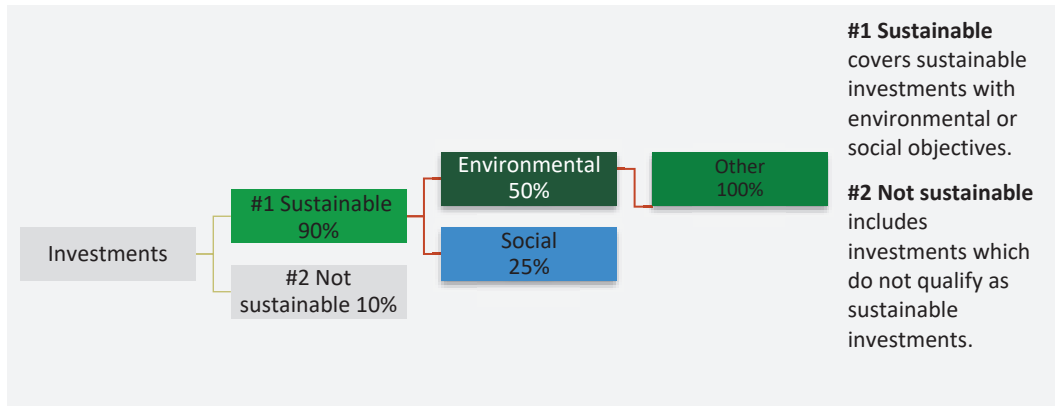 Investments
#1 Sustainable
90%
#2 Not
sustainable 10%
Environmental
50%
Social
25%
Other
100%
#1 Sustainable
covers sustainable
investments with
environmental or
social objectives.
#2 Not sustainable
includes
investments which
do not qualify as
sustainable
investments.